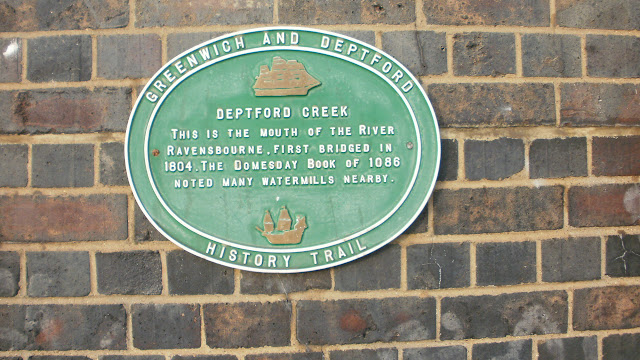 GREENWICH AND DEPTFORD
DEPTFORD CREEK
THIS IS THE MOUTH OF THE RIVER
RAVENSBOURNE, FIRST BRIDGED IN
1804. THE DOMESDAY BOOK OF 1086
NOTED MANY WATERMILLS NEARBY.
HISTORY TRAIL